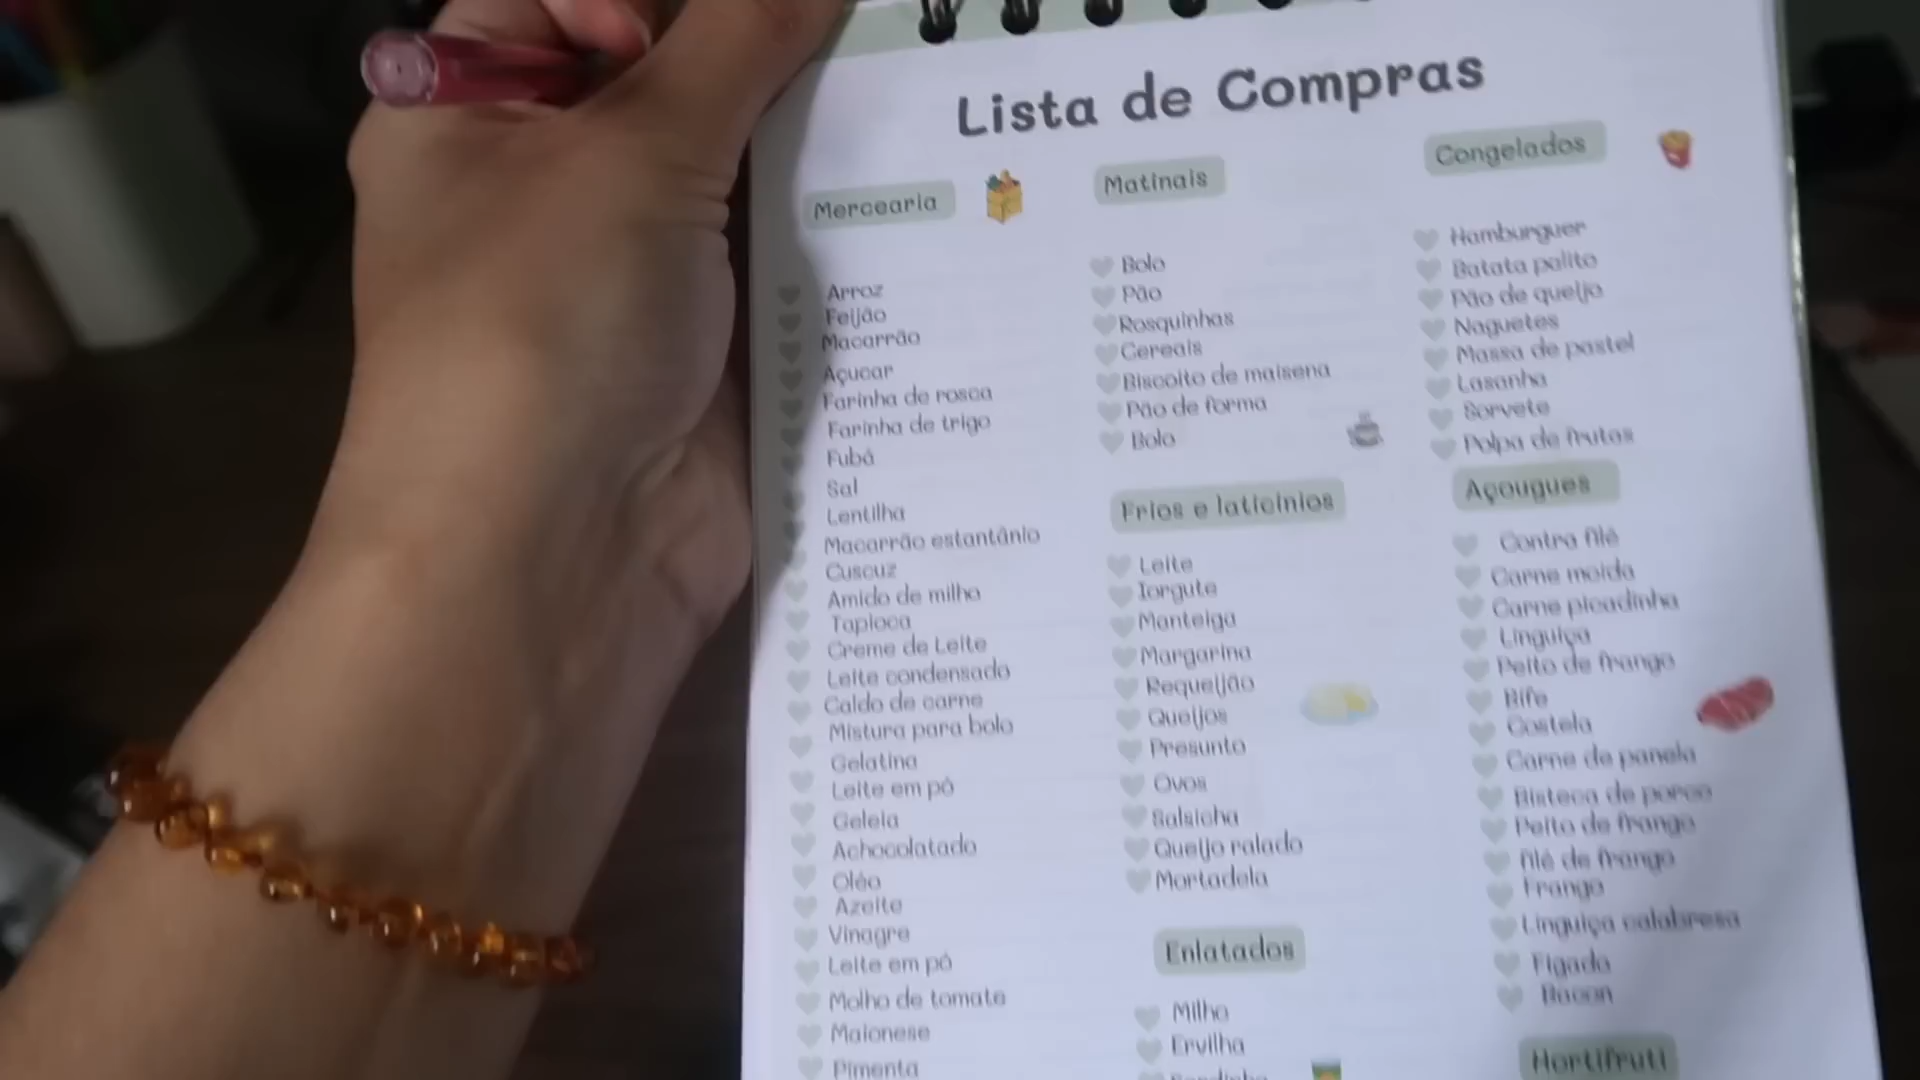 Lista de Compras
Mercearia
Arroz
Feijão
Macarrão
Açucar
Farinha de rosca
Farinha de trigo
Fubá
Sal
Lentilha
Macarrão estantânio
Cuscuz
Amido de milho
Tapioca
Creme de Leite
Leite condensado
Caldo de carne
Mistura para bolo
Gelatina
Leite em pó
Geleia
Achocolatado
Oléo
Azeite
Vinagre
Leite em pó
Molho de tomate
Maionese
Pimenta
Matinais
Bolo
Pão
Rosquinhas
Cereais
Biscoito de maisena
Pão de forma
Bolo
Frios e laticínios
Leite
Iorgute
Manteiga
Margarina
Requeijão
Queijos
Presunto
Ovos
Salsicha
Queijo ralado
Mortadela
Enlatados
Milho
Ervilha
Congelados
Hamburguer
Batata palito
Pão de queijo
Naguetes
Massa de pastel
Lasanha
Sorvete
Polpa de frutas
Açougues
Contra filé
Carne moida
Carne picadinha
Linguiça
Peito de frango
Bife
Costela
Carne de panela
Bisteca de porco
Peito de frango
filé de frango
Frango
Linguiça calabresa
Figado
Bacon
Hortifruti